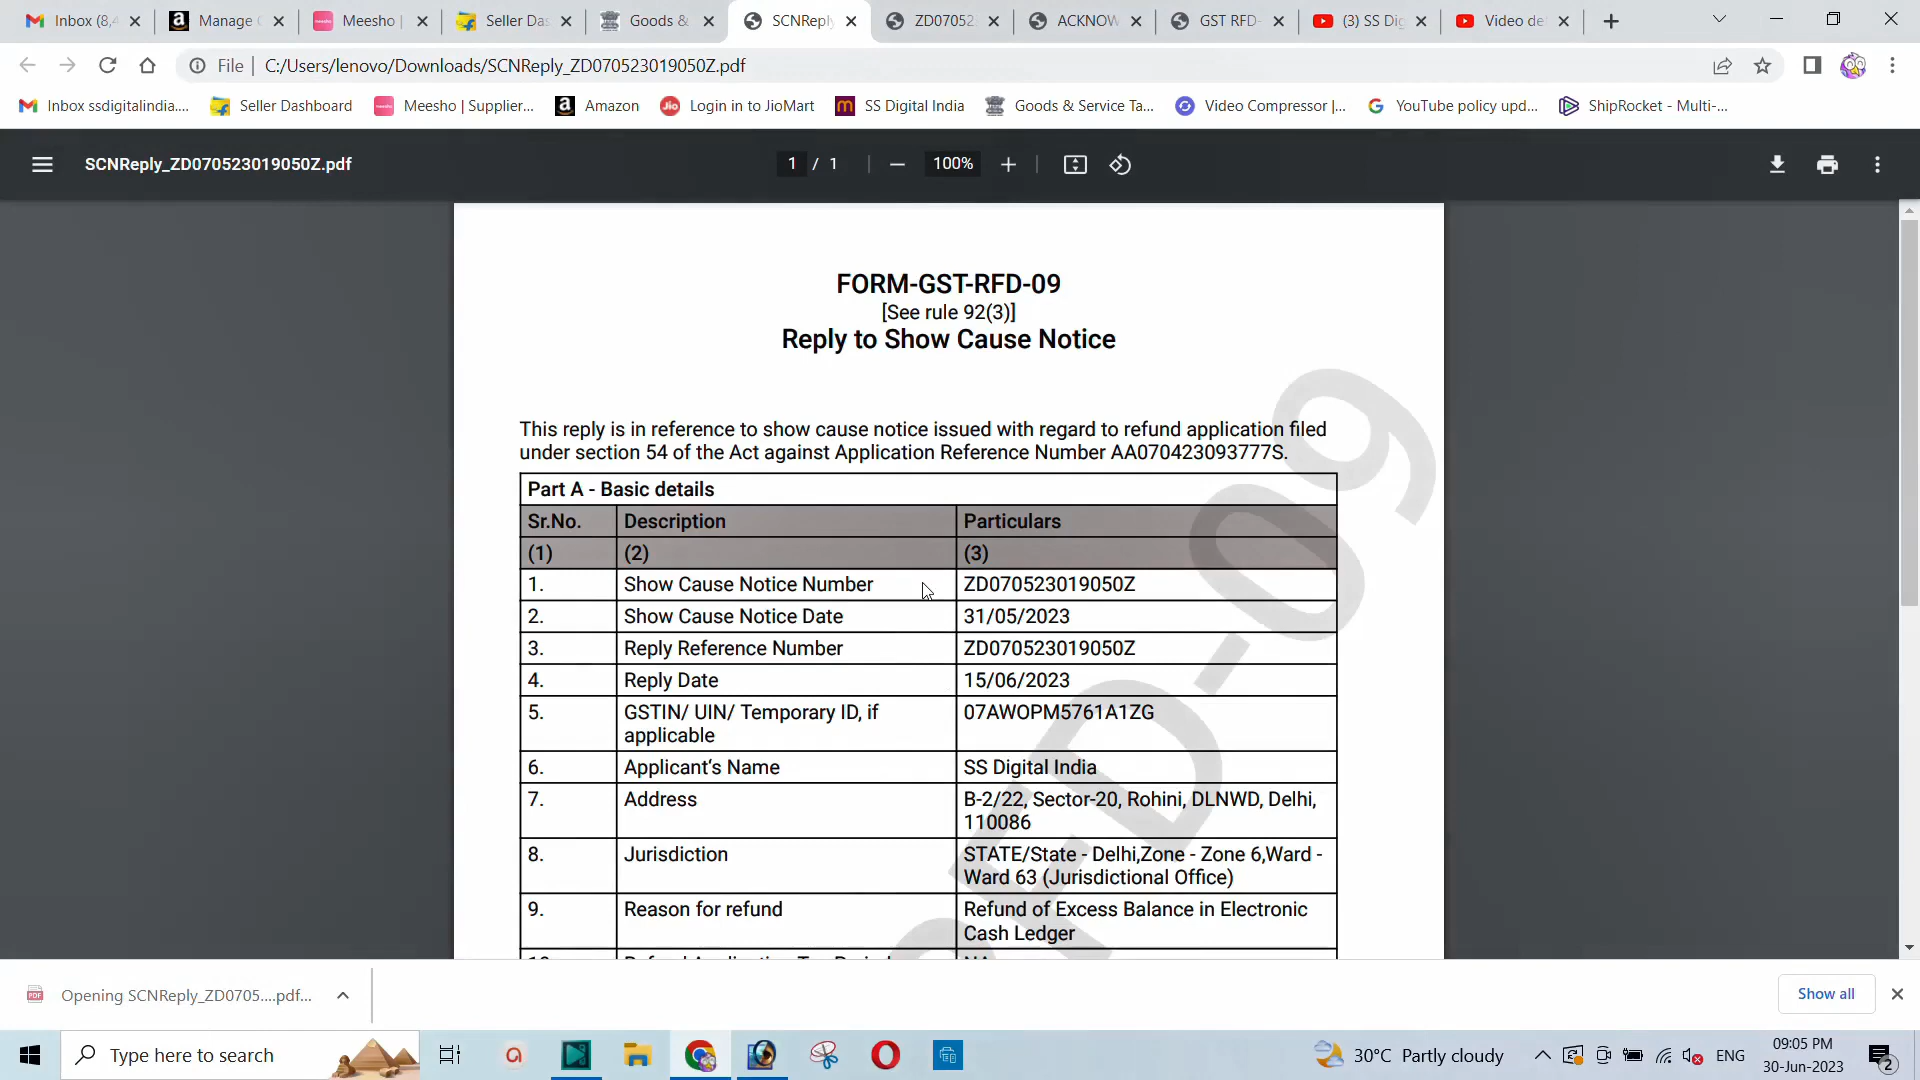 Inbox (8,4
Manage
Meesho |
Seller Das
Goods &
SCNReply
ZD07052
ACKNOW
GST RFD-
(3) SS Dig
Video de
File
C:/Users/lenovo/Downloads/SCNReply_ZD070523019050Z.pdf
Inbox ssdigitalindia....
Seller Dashboard
Meesho | Supplier...
Amazon
Login in to JioMart
SS Digital India
Goods & Service Ta...
Video Compressor |...
YouTube policy upd...
ShipRocket - Multi-...
SCNReply_ZD070523019050Z.pdf
1 / 1
100%
FORM-GST-RFD-09
[See rule 92(3)]
Reply to Show Cause Notice
This reply is in reference to show cause notice issued with regard to refund application filed
under section 54 of the Act against Application Reference Number AA070423093777S.
Part A - Basic details
Sr.No. Description Particulars
(1) (2) (3)
1. Show Cause Notice Number ZD070523019050Z
2. Show Cause Notice Date 31/05/2023
3. Reply Reference Number ZD070523019050Z
4. Reply Date 15/06/2023
5. GSTIN/ UIN/ Temporary ID, if 07AWOPM5761A1ZG
applicable
6. Applicant's Name SS Digital India
7. Address B-2/22, Sector-20, Rohini, DLNWD, Delhi,
110086
8. Jurisdiction STATE/State - Delhi,Zone - Zone 6,Ward -
Ward 63 (Jurisdictional Office)
9. Reason for refund Refund of Excess Balance in Electronic
Cash Ledger
Opening SCNReply_ZD0705....pdf...
Show all
Type here to search
30°C Partly cloudy
ENG
09:05 PM
30-Jun-2023
2